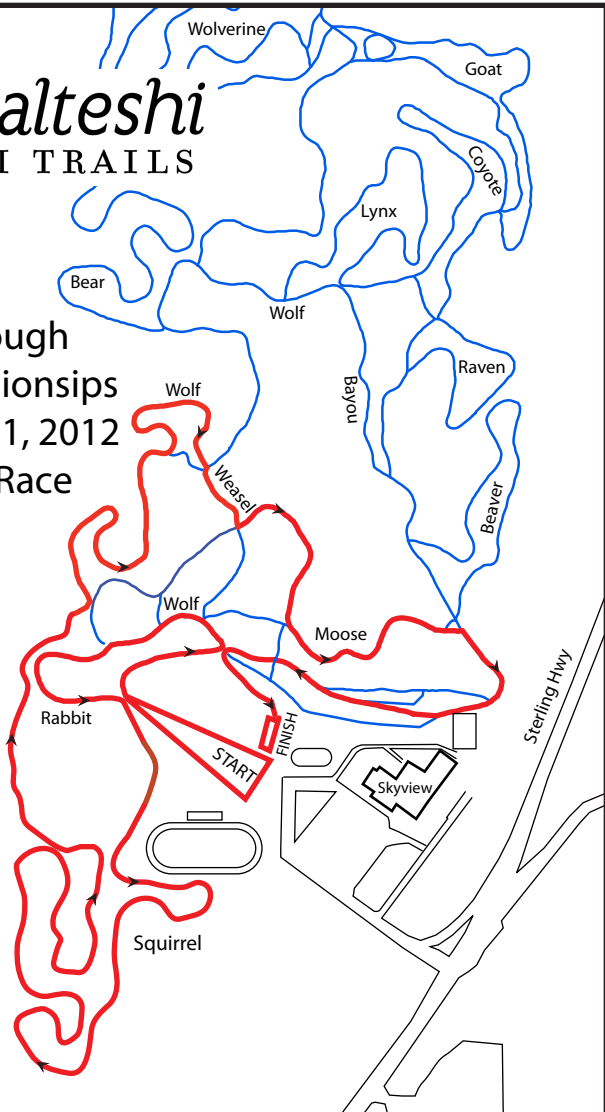 Wolverine
Goat
alteshi
I TRAILS
Coyote
Lynx
Bear
Wolf
ough
ionsips
1, 2012
Race
Raven
Bayou
Wolf
Weasel
Beaver
Wolf
Moose
Sterling Hwy
Rabbit
FINISH
START
Skyview
Squirrel